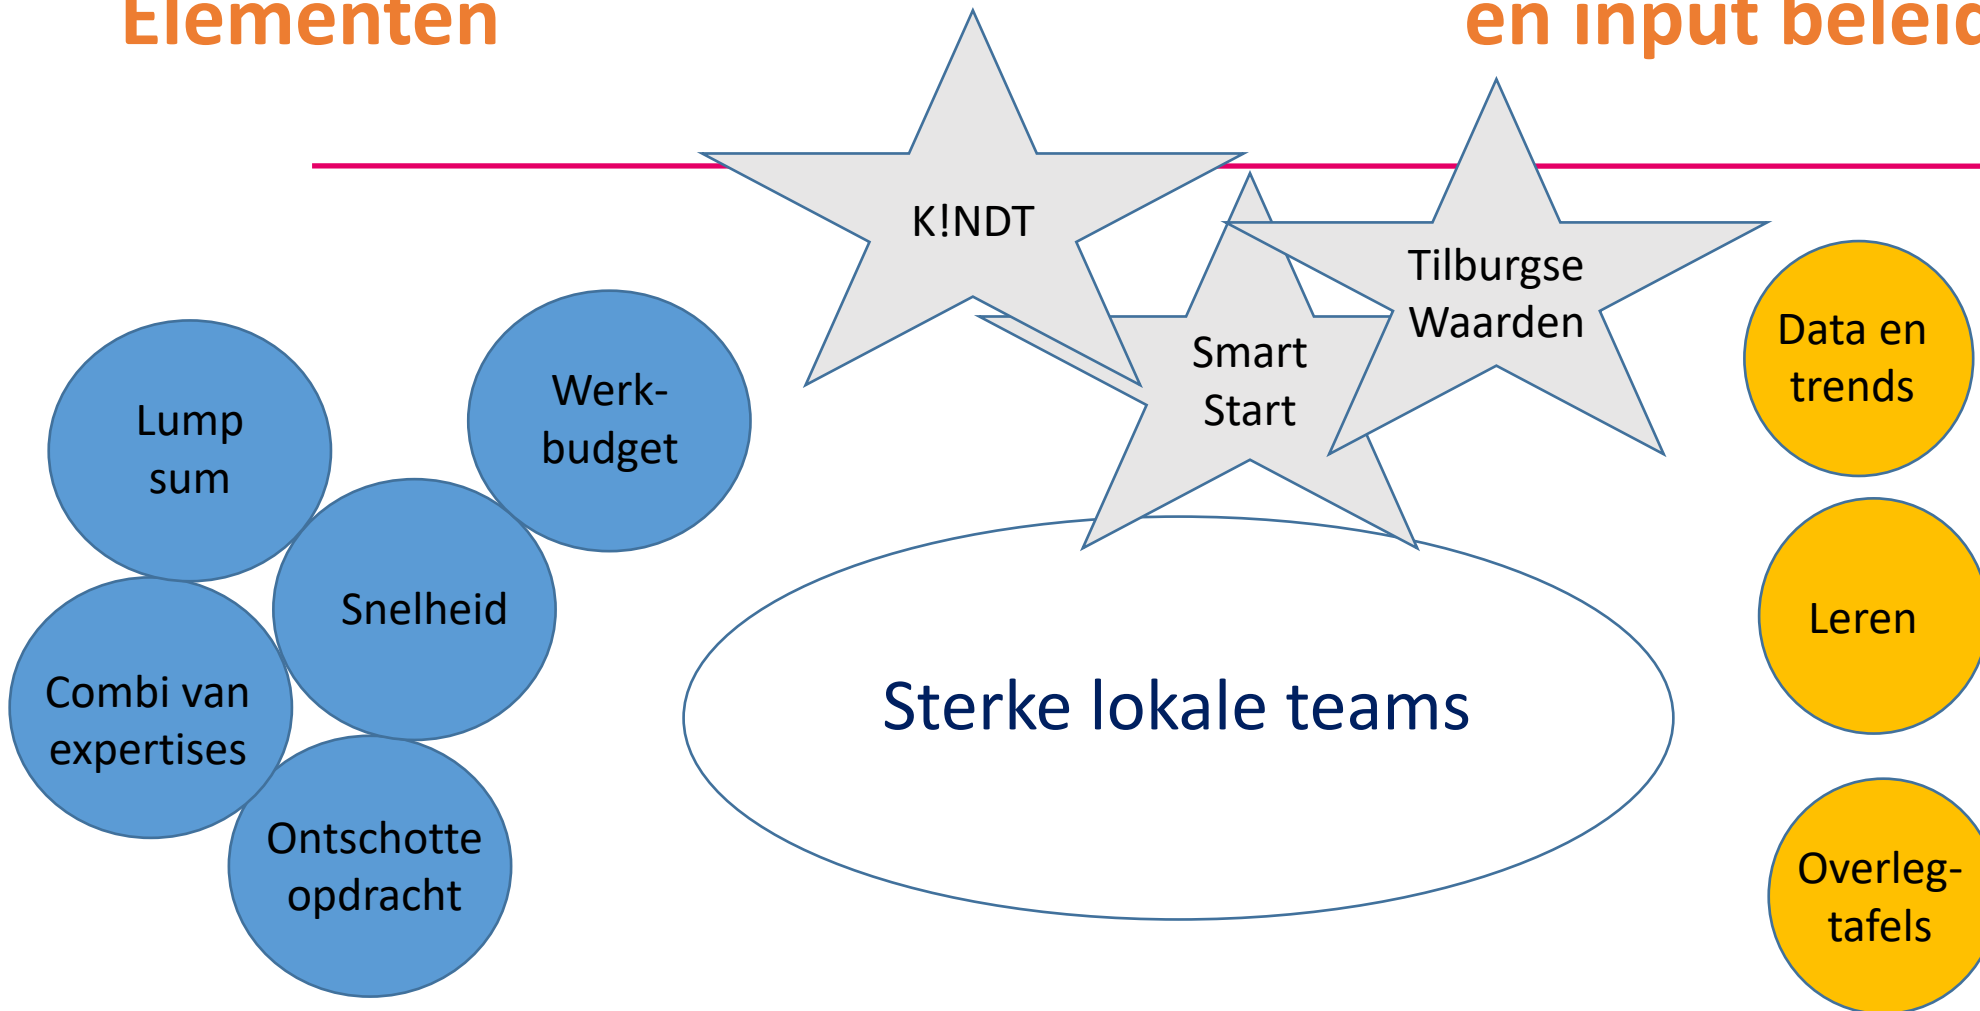 Elementen
en input beleid
K!NDT
Tilburgse
Waarden
Smart
Start
Data en
trends
Werk-
budget
Lump
sum
Snelheid
Leren
Combi van
expertises
Sterke lokale teams
Ontschotte
opdracht
Overleg-
tafels